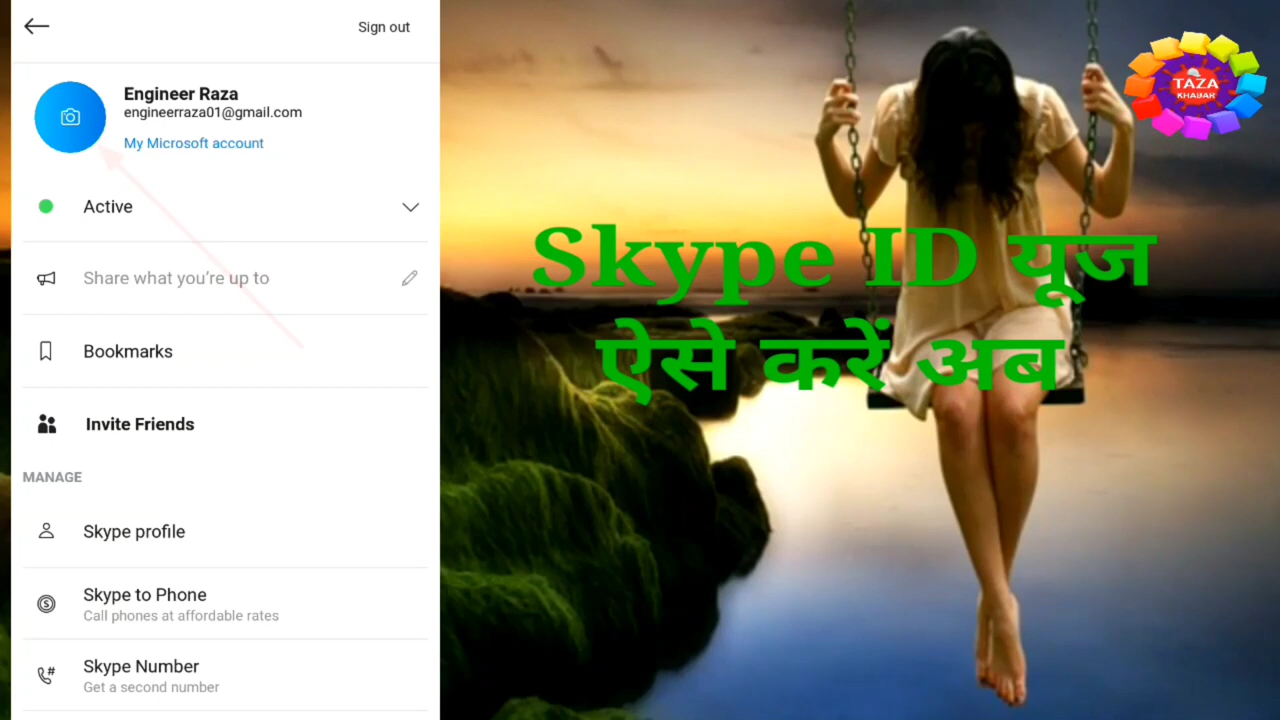 Sign out
Engineer Raza
engineerraza01@gmail.com
My Microsoft account
Active
Share what you're up to
Bookmarks
Invite Friends
MANAGE
Skype profile
Skype to Phone
Call phones at affordable rates
Skype Number
Get a second number
Skype ID यूज
ऐसे करें अब
TAZA
KHABAR